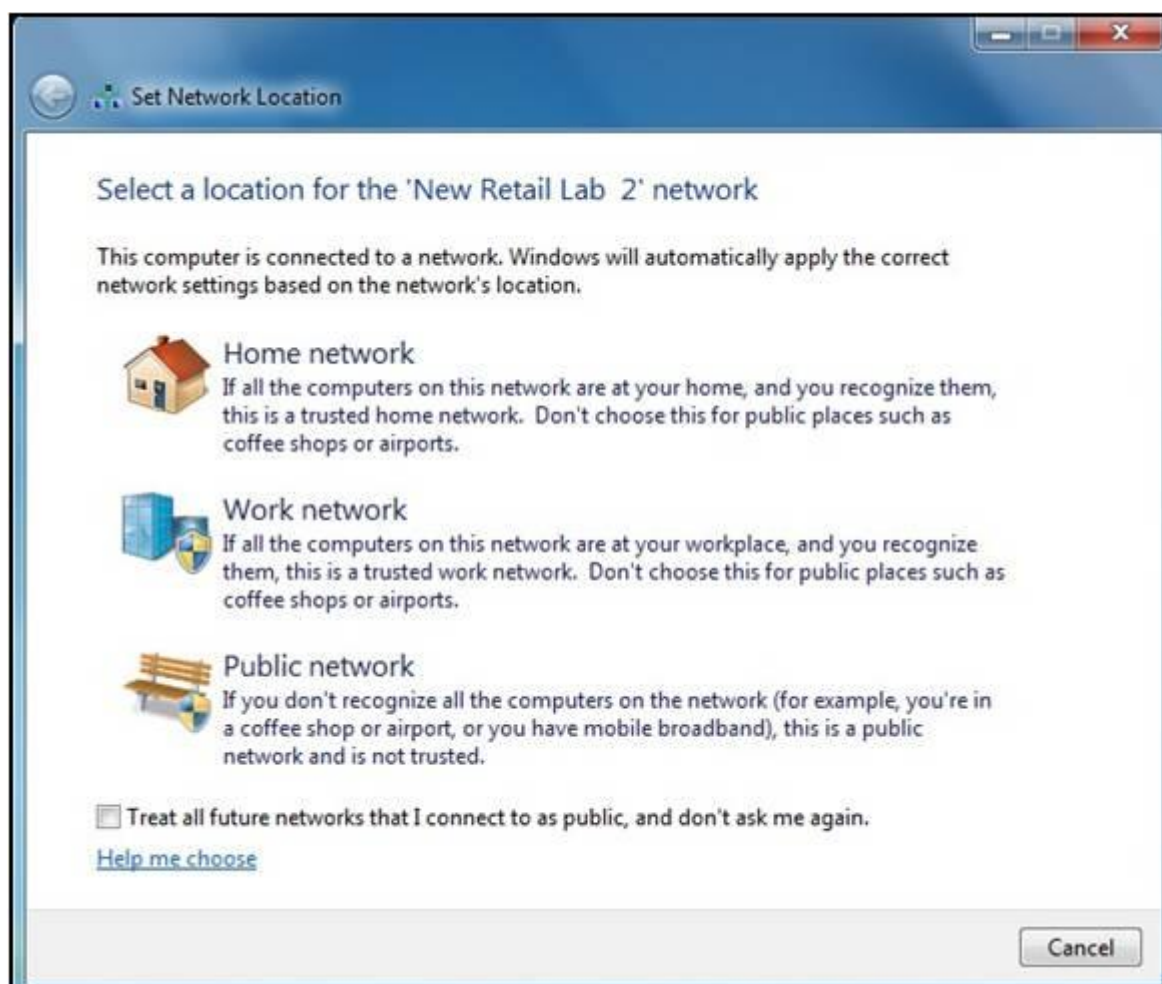 Set Network Location
Select a location for the 'New Retail Lab  2' network
This computer is connected to a network. Windows will automatically apply the correct
network settings based on the network's location.
Home network
If all the computers on this network are at your home, and you recognize them,
this is a trusted home network.  Don't choose this for public places such as
coffee shops or airports.
Work network
If all the computers on this network are at your workplace, and you recognize
them, this is a trusted work network.  Don't choose this for public places such as
coffee shops or airports.
Public network
If you don't recognize all the computers on the network (for example, you're in
a coffee shop or airport, or you have mobile broadband), this is a public
network and is not trusted.
Treat all future networks that I connect to as public, and don't ask me again.
Help me choose
Cancel